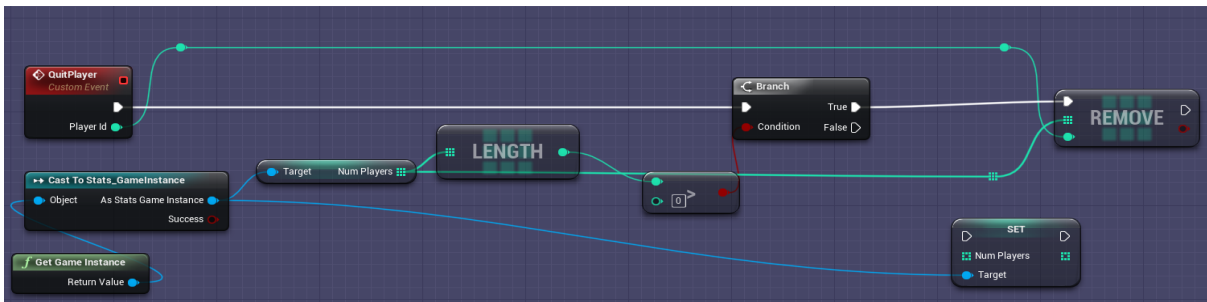 QuitPlayer
Custom Event
Player Id
Cast To Stats_GameInstance
Object
As Stats Game Instance
Success
f Get Game Instance
Return Value
Target
Num Players
LENGTH
0 >
Branch
True
Condition
False
REMOVE
SET
Num Players
Target